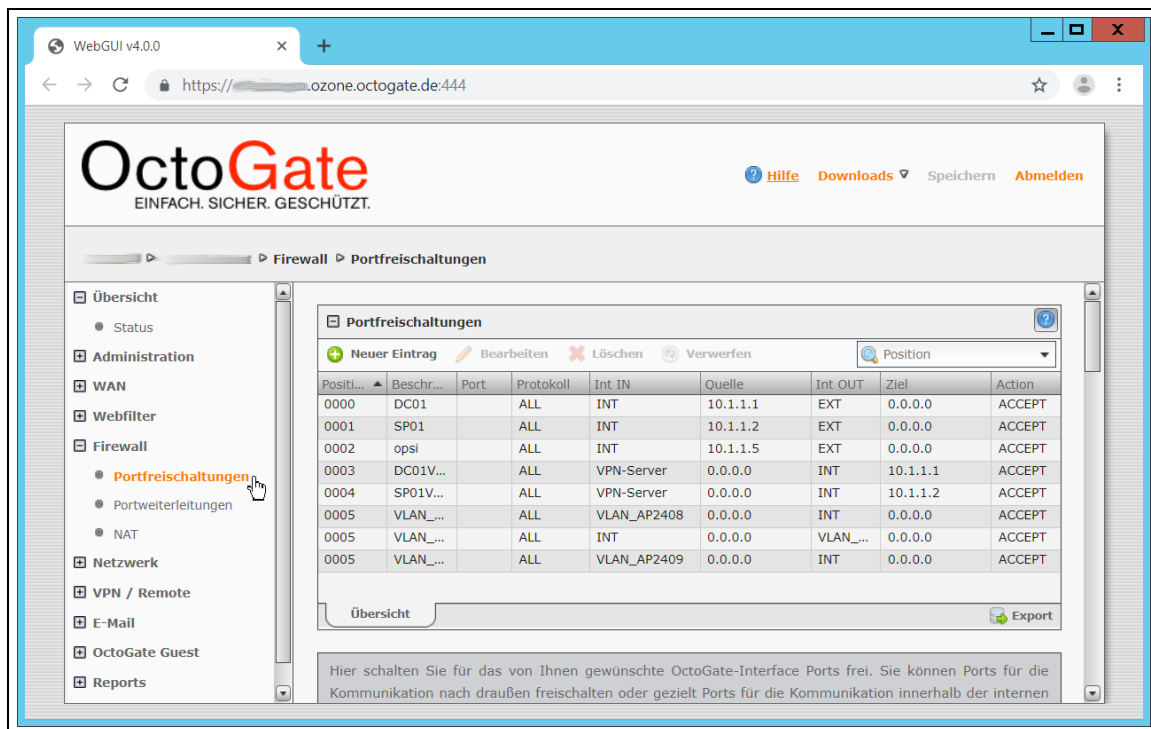 WebGUI v4.0.0
https:// .ozone.octogate.de:444
OctoGate
EINFACH. SICHER. GESCHÜTZT.
Hilfe Downloads Speichern Abmelden
Firewall Portfreischaltungen
Übersicht
Status
Administration
WAN
Webfilter
Firewall
Portfreischaltungen
Portweiterleitungen
NAT
Netzwerk
VPN / Remote
E-Mail
OctoGate Guest
Reports
Portfreischaltungen
Neuer Eintrag Bearbeiten Löschen Verwerfen Position
Positi... Beschr... Port Protokoll Int IN Quelle Int OUT Ziel Action
0000 DC01 ALL INT 10.1.1.1 EXT 0.0.0.0 ACCEPT
0001 SP01 ALL INT 10.1.1.2 EXT 0.0.0.0 ACCEPT
0002 opsi ALL INT 10.1.1.5 EXT 0.0.0.0 ACCEPT
0003 DC01V... ALL VPN-Server 0.0.0.0 INT 10.1.1.1 ACCEPT
0004 SP01V... ALL VPN-Server 0.0.0.0 INT 10.1.1.2 ACCEPT
0005 VLAN_... ALL VLAN_AP2408 0.0.0.0 INT 0.0.0.0 ACCEPT
0005 VLAN_... ALL INT 0.0.0.0 VLAN_... 0.0.0.0 ACCEPT
0005 VLAN_... ALL VLAN_AP2409 0.0.0.0 INT 0.0.0.0 ACCEPT
Übersicht Export
Hier schalten Sie für das von Ihnen gewünschte OctoGate-Interface Ports frei. Sie können Ports für die
Kommunikation nach draußen freischalten oder gezielt Ports für die Kommunikation innerhalb der internen